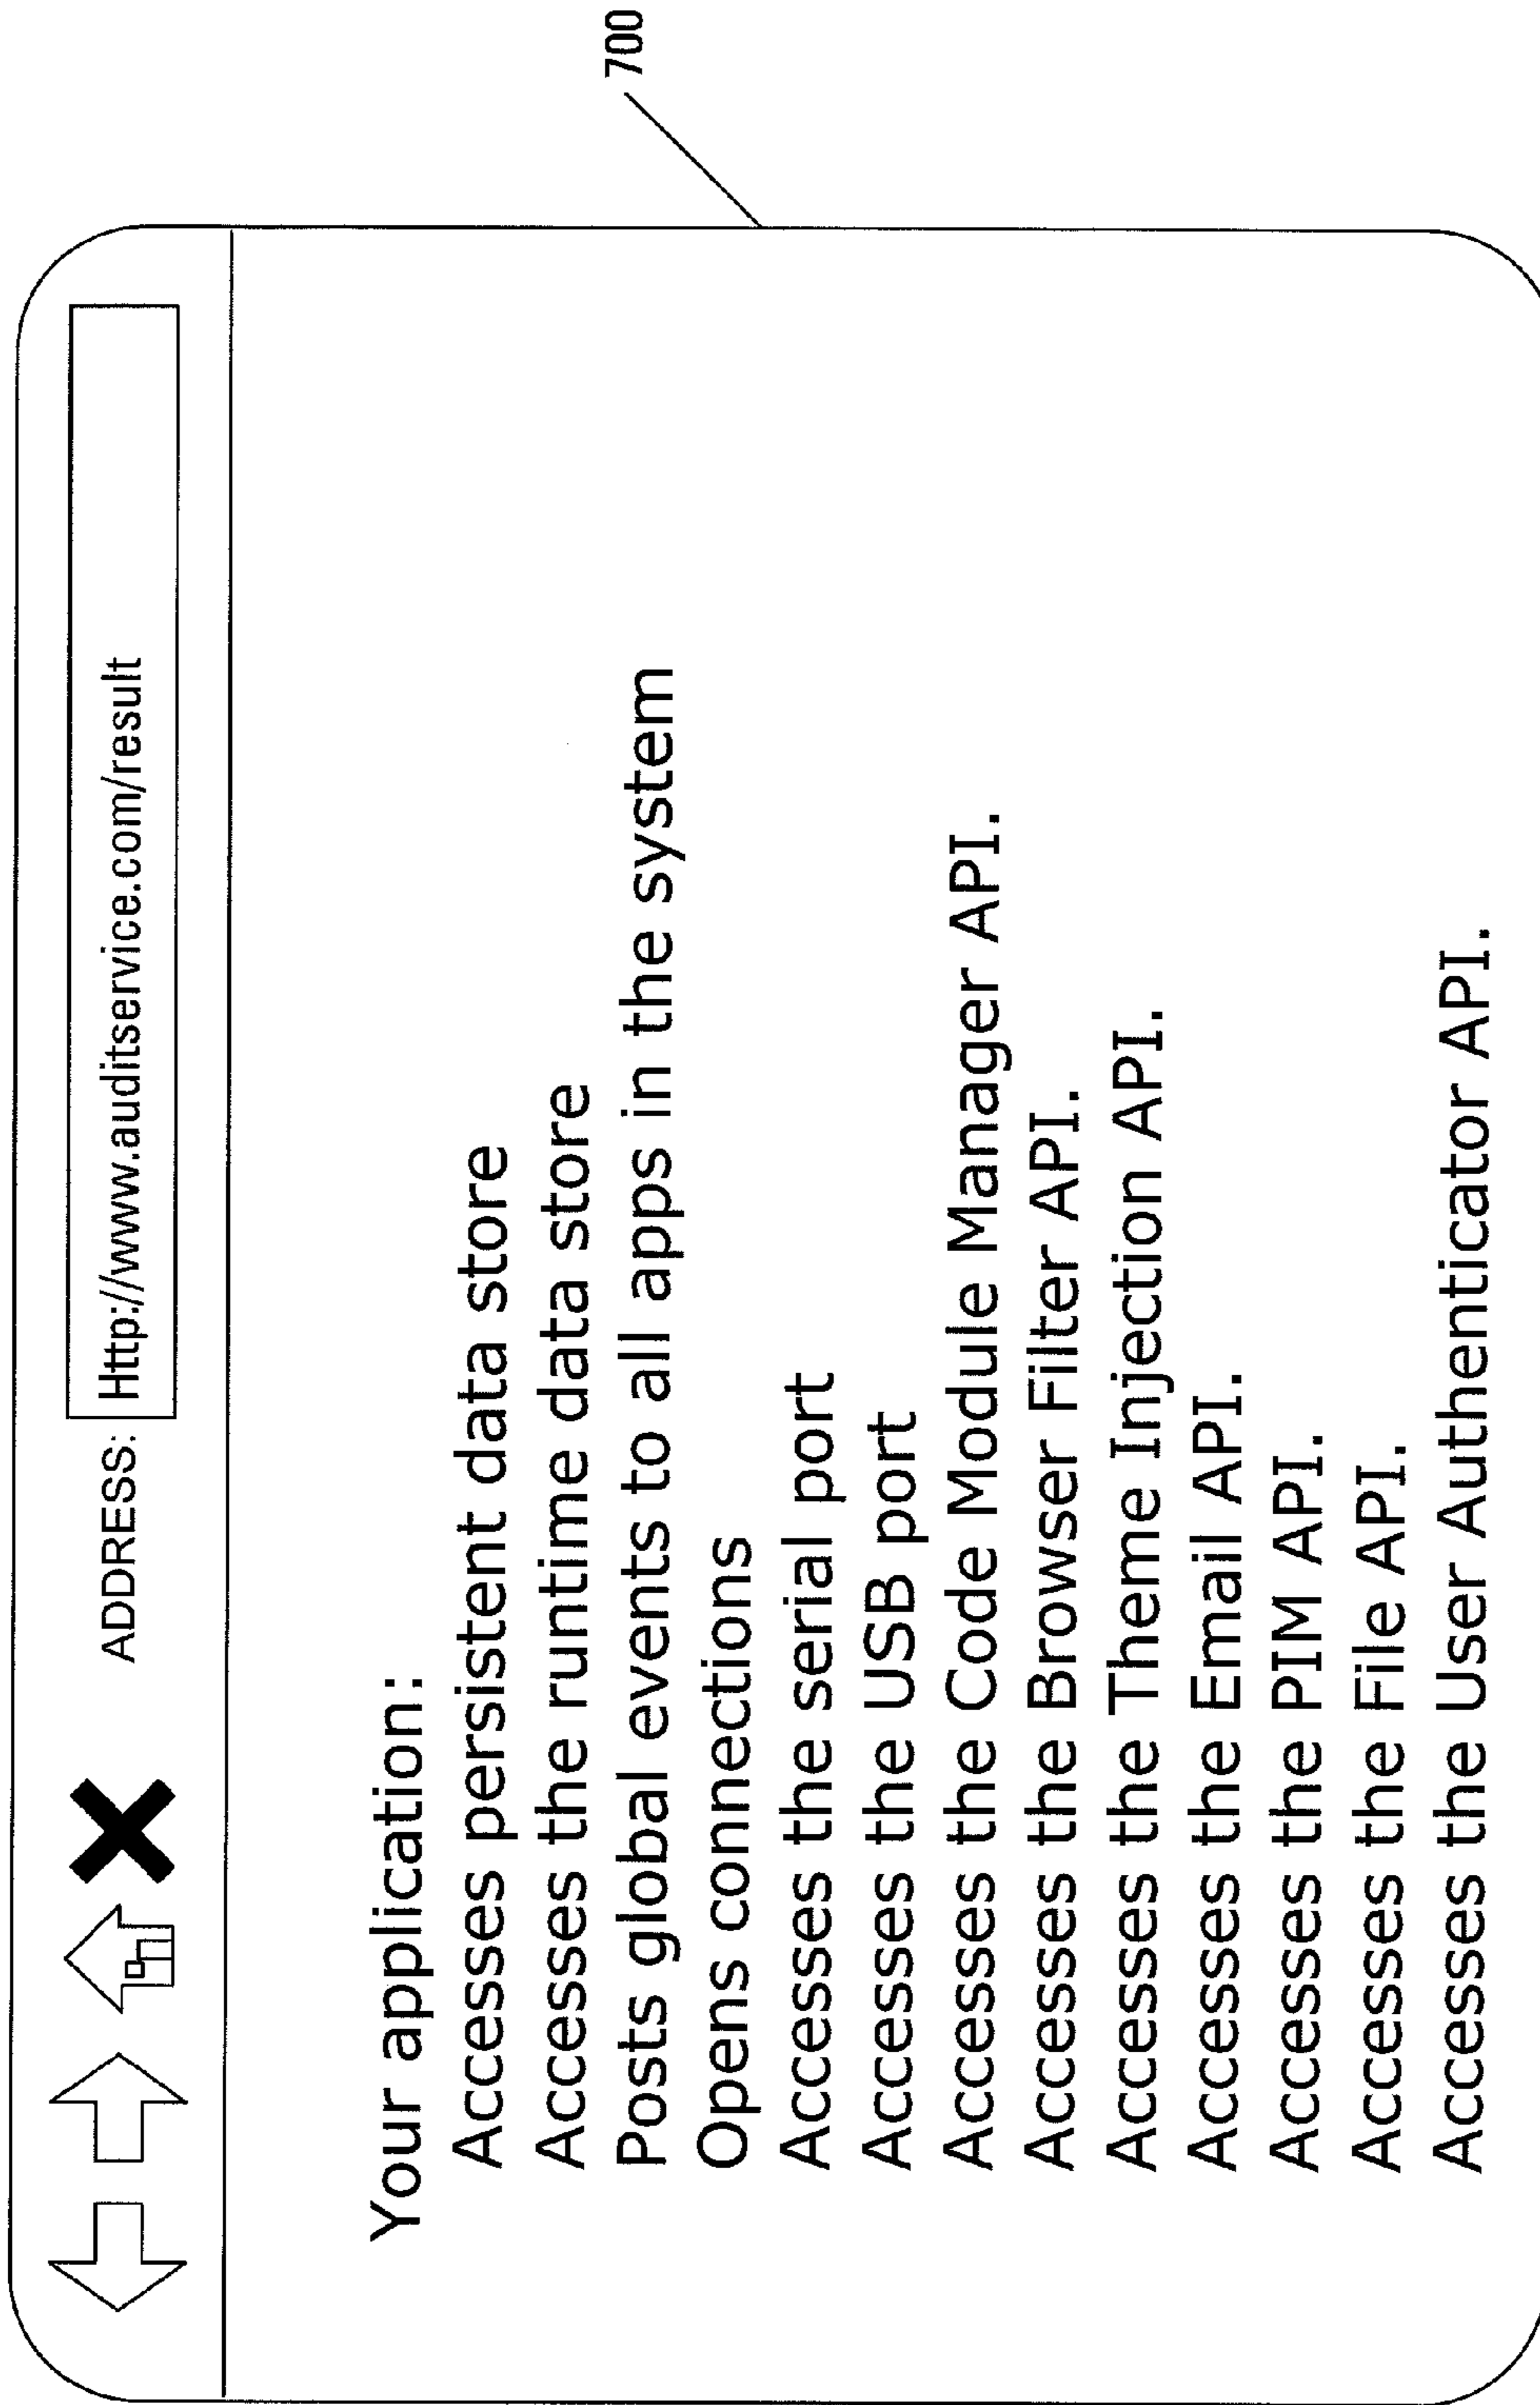 ADDRESS: Http://www.auditservice.com/result
700
Your application:
Accesses persistent data store
Accesses the runtime data store
Posts global events to all apps in the system
Opens connections
Accesses the serial port
Accesses the USB port
Accesses the Code Module Manager API.
Accesses the Browser Filter API.
Accesses the Theme Injection API.
Accesses the Email API.
Accesses the PIM API.
Accesses the File API.
Accesses the User Authenticator API.